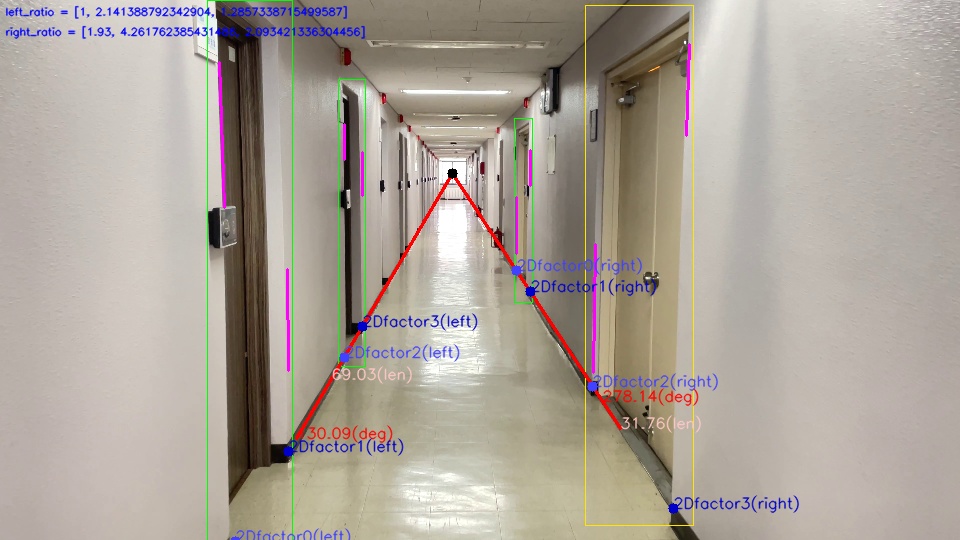 left_ratio = [1, 2.141388792342904, 1.2857338715499587]
right_ratio = [1.93, 4.261762385431 2.093421336304456]
2Dfactor0(right)
2Dfactor1(right)
2Dfactor3(left)
2Dfactor2(left)
69.03(len)
2Dfactor2(right)
278.14(deg)
31.76(len)
30.09(deg)
2Dfactor1(left)
2Dfactor3(right)
2Dfactor0(left)